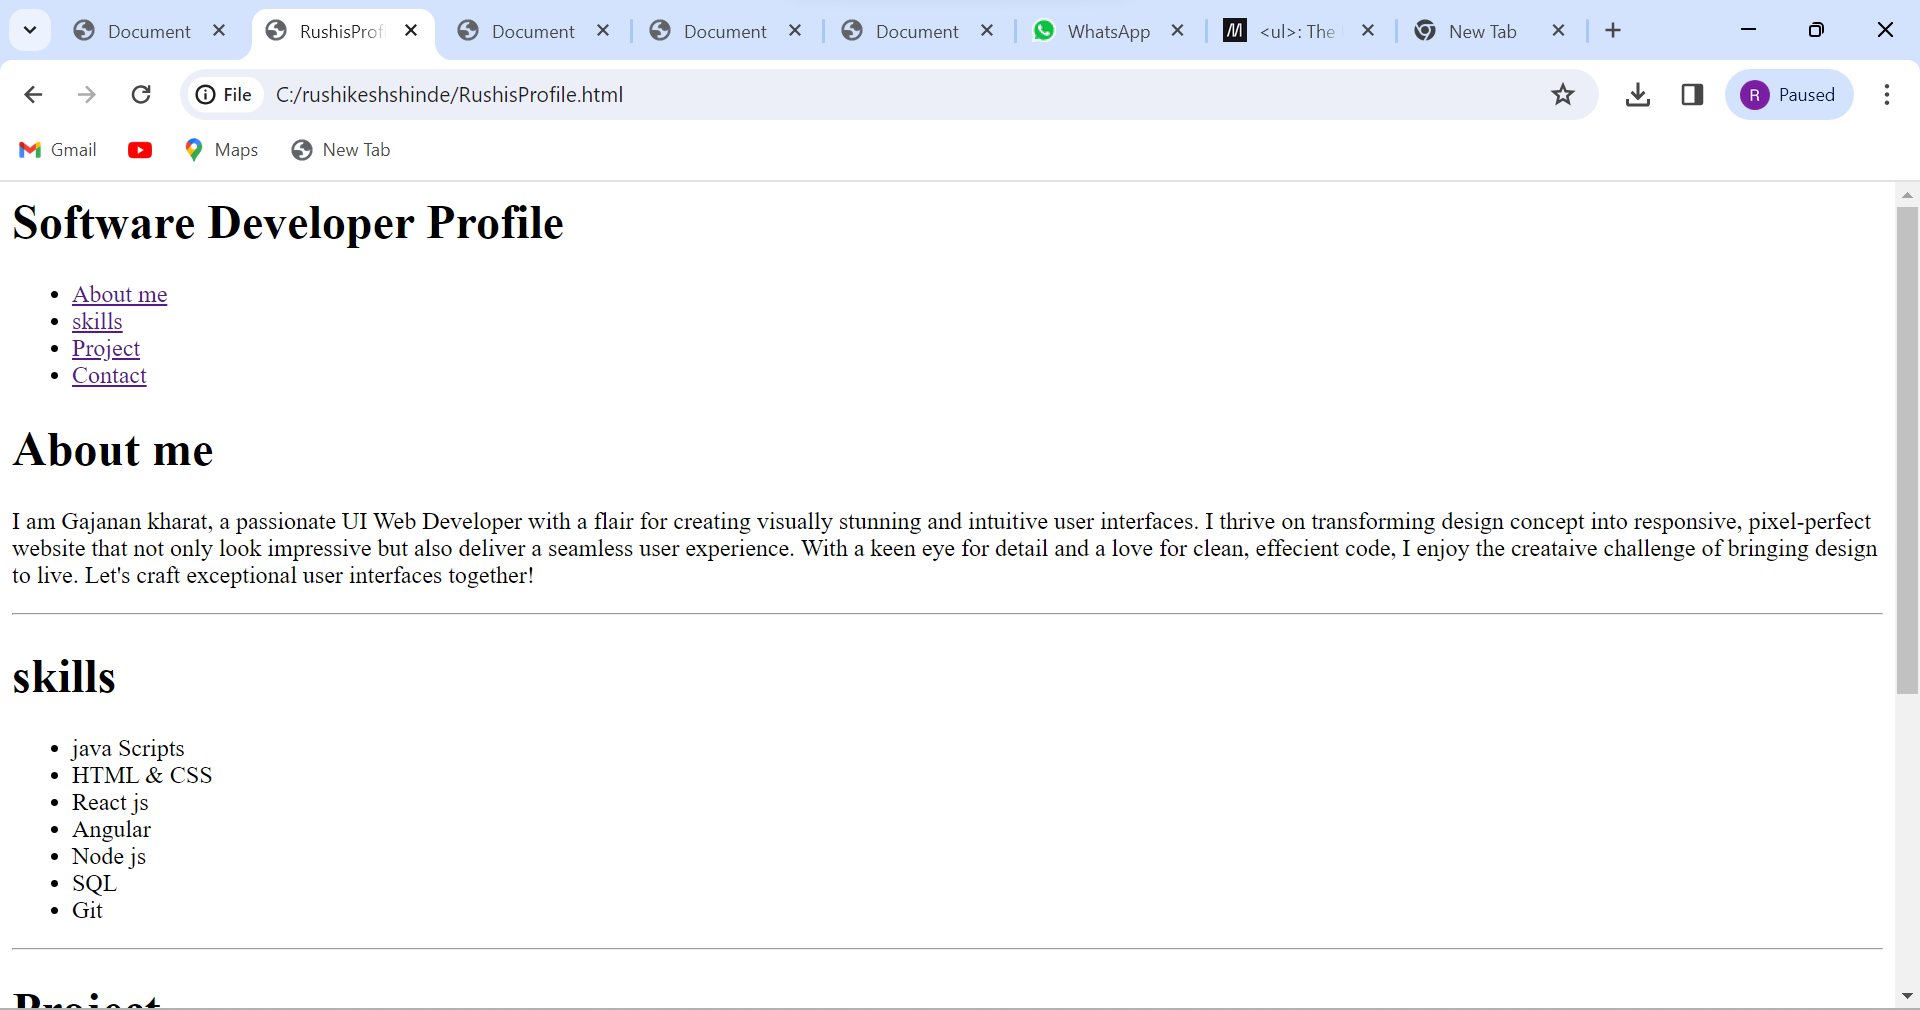 Document
RushisProfi
Document
Document
Document
WhatsApp
<ul>: The
New Tab
File
C:/rushikeshshinde/RushisProfile.html
R
Paused
Gmail
Maps
New Tab
Software Developer Profile
About me
skills
Project
Contact
About me
I am Gajanan kharat, a passionate UI Web Developer with a flair for creating visually stunning and intuitive user interfaces. I thrive on transforming design concept into responsive, pixel-perfect
website that not only look impressive but also deliver a seamless user experience. With a keen eye for detail and a love for clean, effecient code, I enjoy the creataive challenge of bringing design
to live. Let's craft exceptional user interfaces together!
skills
java Scripts
HTML & CSS
React js
Angular
Node js
SQL
Git
Project